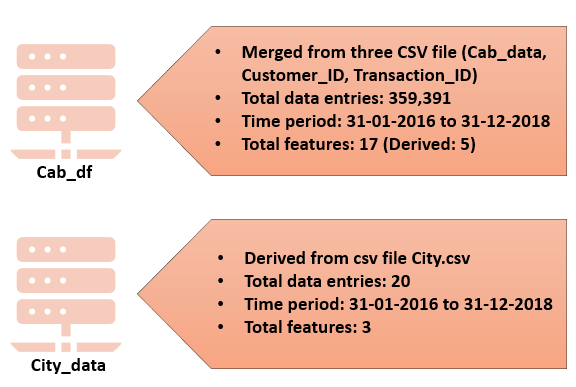 • Merged from three CSV file (Cab_data,
Customer_ID, Transaction_ID)
• Total data entries: 359,391
• Time period: 31-01-2016 to 31-12-2018
• Total features: 17 (Derived: 5)
Cab_df
• Derived from csv file City.csv
• Total data entries: 20
• Time period: 31-01-2016 to 31-12-2018
• Total features: 3
City_data